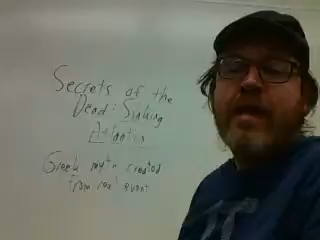 Secrets of the
Dead: Sinking
Atlantis
Greek myth created
from real event